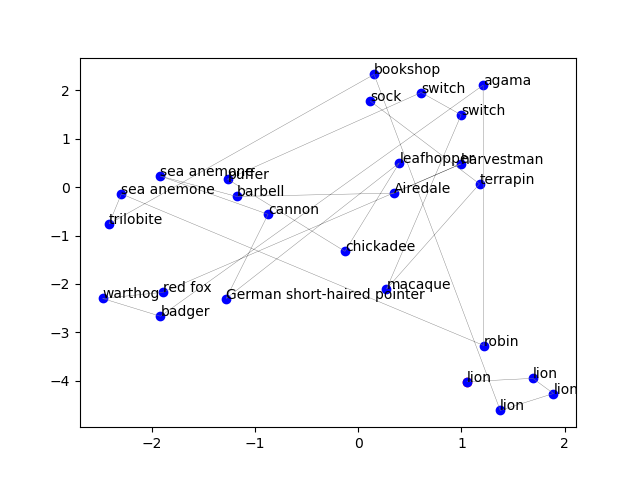 bookshop
agama
switch
sock
switch
2
1
leafhopper
harvestman
sea anemone
puffer
terrapin
0
sea anemone
barbell
Airedale
cannon
trilobite
−1
chickadee
−2
macaque
warthog
red fox
German short-haired pointer
badger
−3
robin
−4
lion
lion
lion
lion
−2
−1
0
1
2